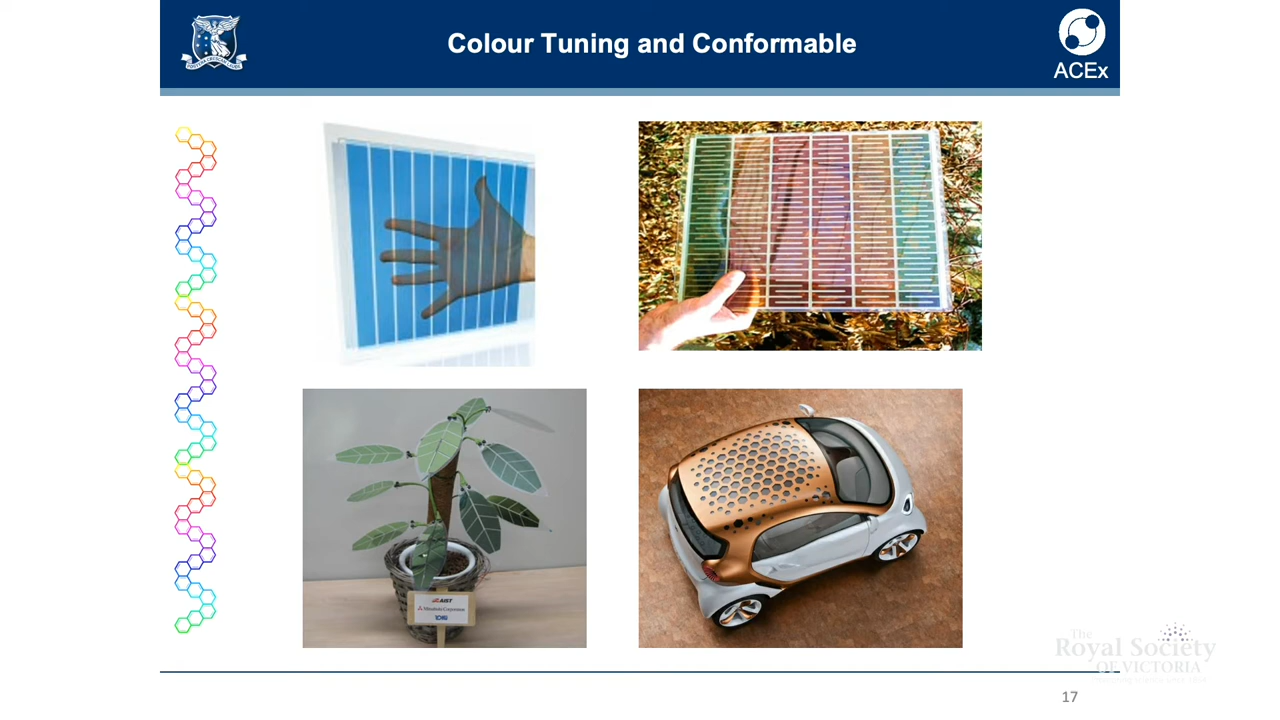 Colour Tuning and Conformable
ACEx
AIST
Mitsubishi Corporation
The
Royal Society
OF VICTORIA
17